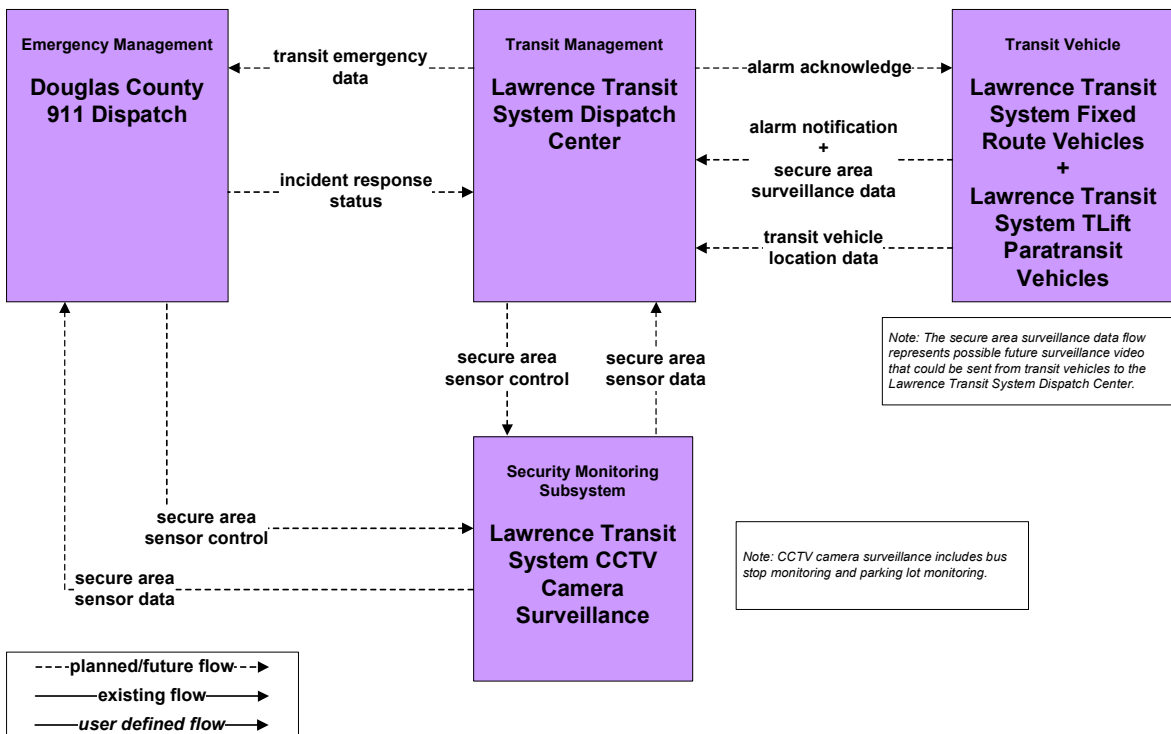 Emergency Management
Douglas County
911 Dispatch
transit emergency
data
incident response
status
Transit Management
Lawrence Transit
System Dispatch
Center
alarm acknowledge
alarm notification
+
secure area
surveillance data
transit vehicle
location data
Transit Vehicle
Lawrence Transit
System Fixed
Route Vehicles
+
Lawrence Transit
System TLift
Paratransit
Vehicles
Note: The secure area surveillance data flow
represents possible future surveillance video
that could be sent from transit vehicles to the
Lawrence Transit System Dispatch Center.
secure area
sensor control
secure area
sensor data
Security Monitoring
Subsystem
Lawrence Transit
System CCTV
Camera
Surveillance
secure area
sensor control
secure area
sensor data
Note: CCTV camera surveillance includes bus
stop monitoring and parking lot monitoring.
planned/future flow
existing flow
user defined flow